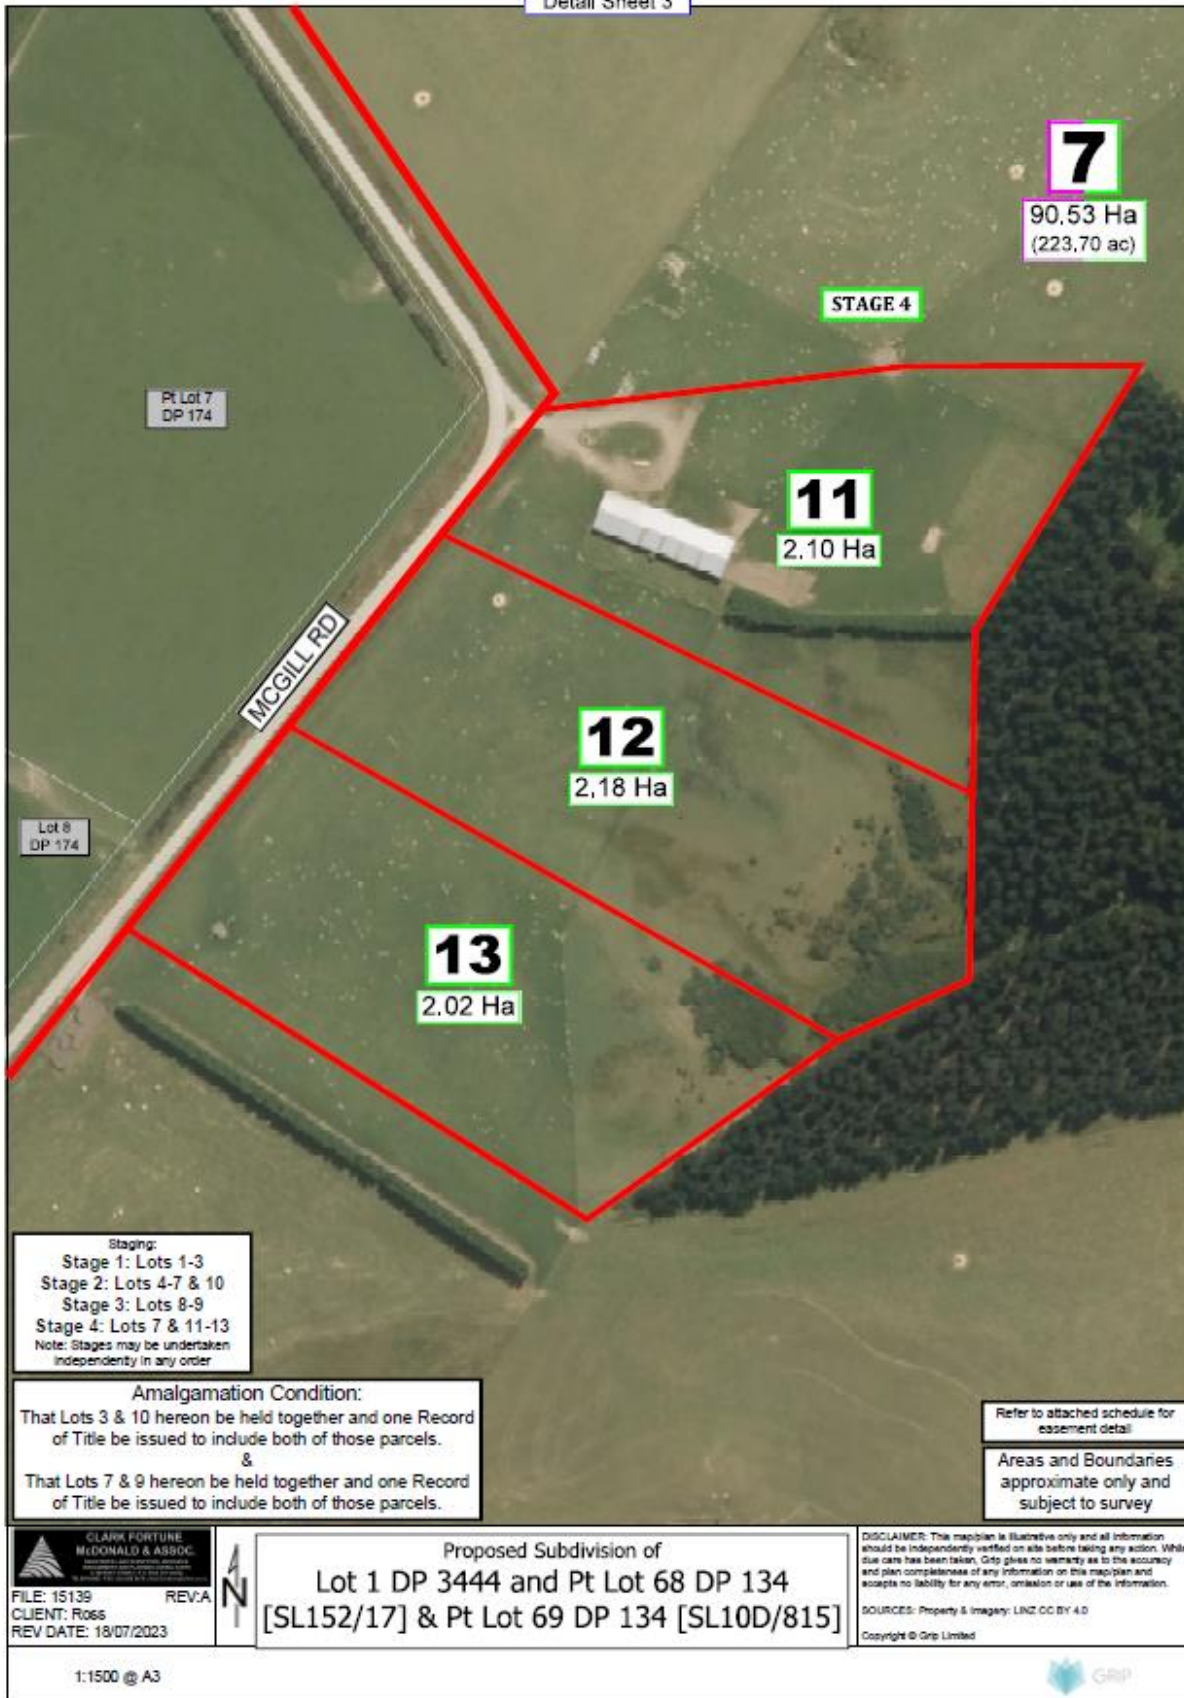 Detail Sheet 3
7
90.53 Ha
(223.70 ac)
STAGE 4
Pt Lot 7
DP 174
11
2.10 Ha
MCGILL RD
12
2.18 Ha
Lot 8
DP 174
13
2.02 Ha
Staging:
Stage 1: Lots 1-3
Stage 2: Lots 4-7 & 10
Stage 3: Lots 8-9
Stage 4: Lots 7 & 11-13
Note: Stages may be undertaken
independently in any order
Amalgamation Condition:
That Lots 3 & 10 hereon be held together and one Record
of Title be issued to include both of those parcels.
&
That Lots 7 & 9 hereon be held together and one Record
of Title be issued to include both of those parcels.
Refer to attached schedule for
easement detail
Areas and Boundaries
approximate only and
subject to survey
CLARK FORTUNE
McDONALD & ASSOC.
FILE: 15139 REV:A
CLIENT: Ross
REV DATE: 18/07/2023
N
Proposed Subdivision of
Lot 1 DP 3444 and Pt Lot 68 DP 134
[SL152/17] & Pt Lot 69 DP 134 [SL10D/815]
DISCLAIMER: This map/plan is illustrative only and all information
should be independently verified on site before taking any action. While
due care has been taken, Grip gives no warranty as to the accuracy
and plan completeness of any information on this map/plan and
accepts no liability for any error, omission or use of the information.
SOURCES: Property & Imagery: LINZ CC BY 4.0
Copyright © Grip Limited
1:1500 @ A3
GRIP